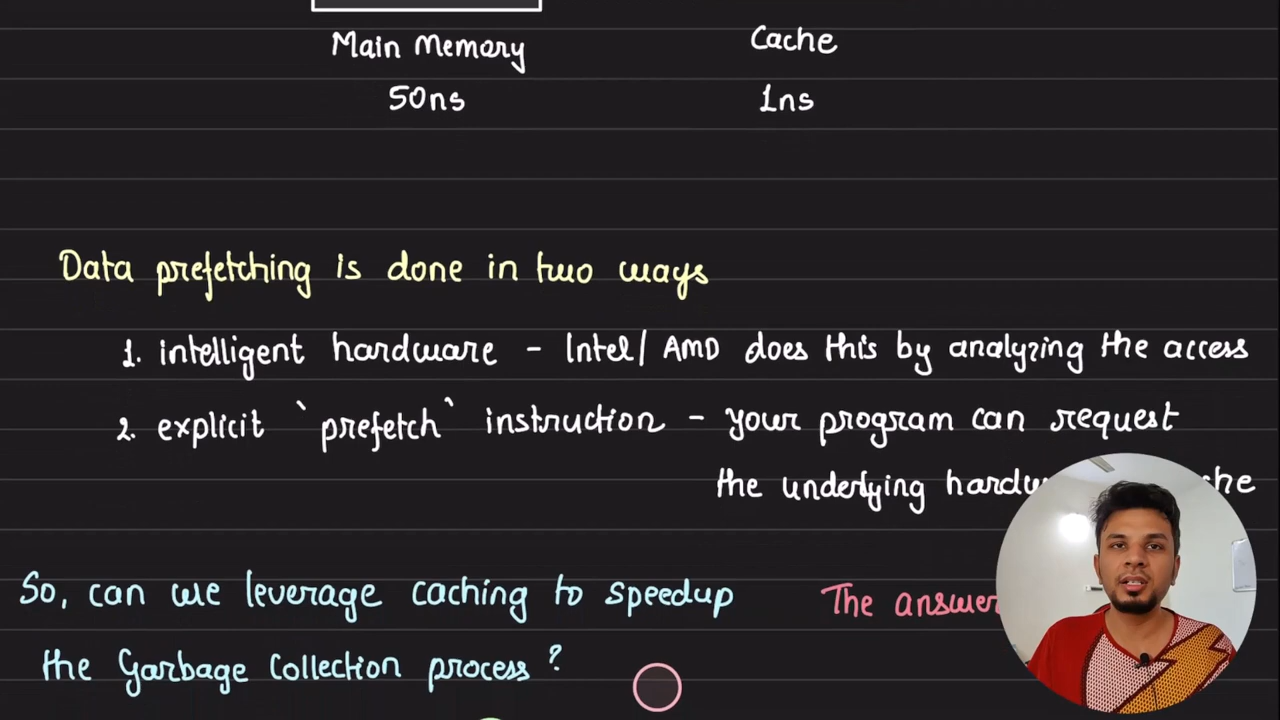 Main Memory
Cache
50ns
1ns
Data prefetching is done in two ways
1. intelligent hardware - Intel/AMD does this by analyzing the access
2. explicit `prefetch` instruction - your program can request
the underlying
So, can we leverage caching to speedup
The
the Garbage Collection process ?